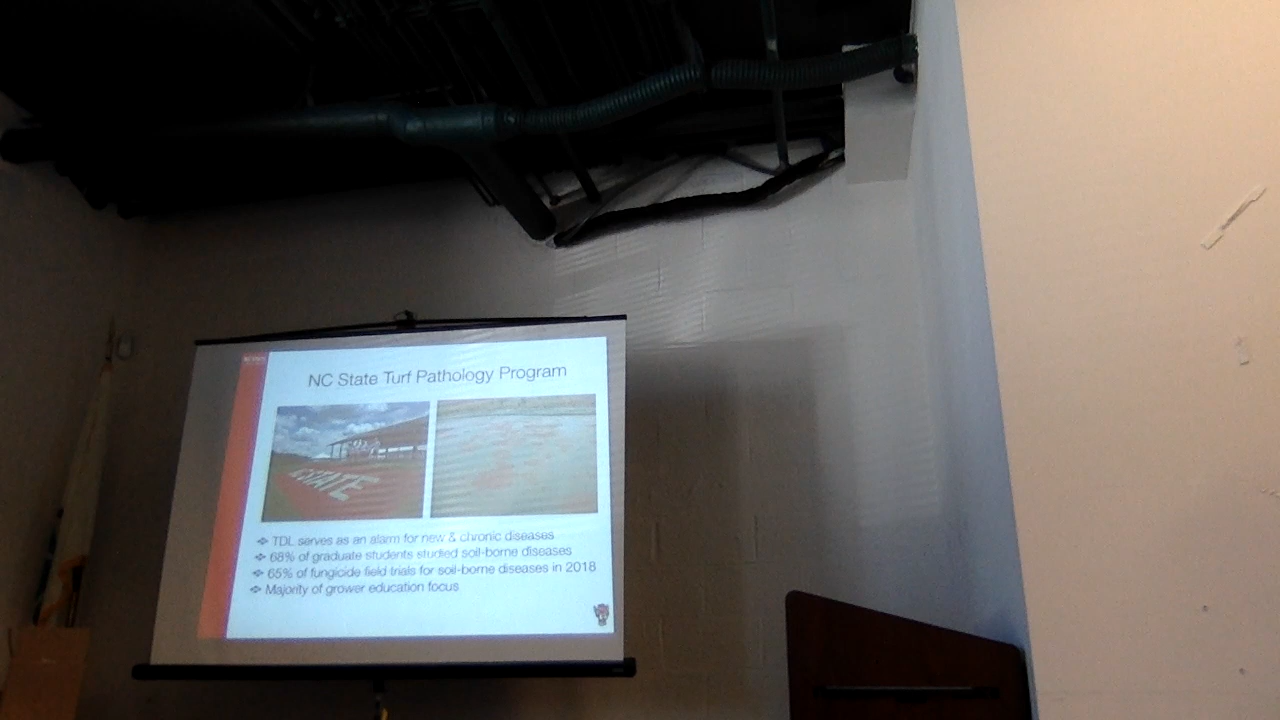 NC STATE
NC State Turf Pathology Program
STATE
TDL serves as an alarm for new & chronic diseases
68% of graduate students studied soil-borne diseases
65% of fungicide field trials for soil-borne diseases in 2018
Majority of grower education focus